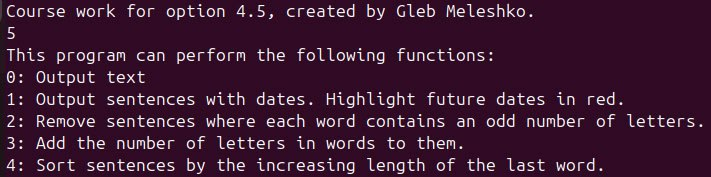 Course work for option 4.5, created by Gleb Meleshko.
5
This program can perform the following functions:
0: Output text
1: Output sentences with dates. Highlight future dates in red.
2: Remove sentences where each word contains an odd number of letters.
3: Add the number of letters in words to them.
4: Sort sentences by the increasing length of the last word.